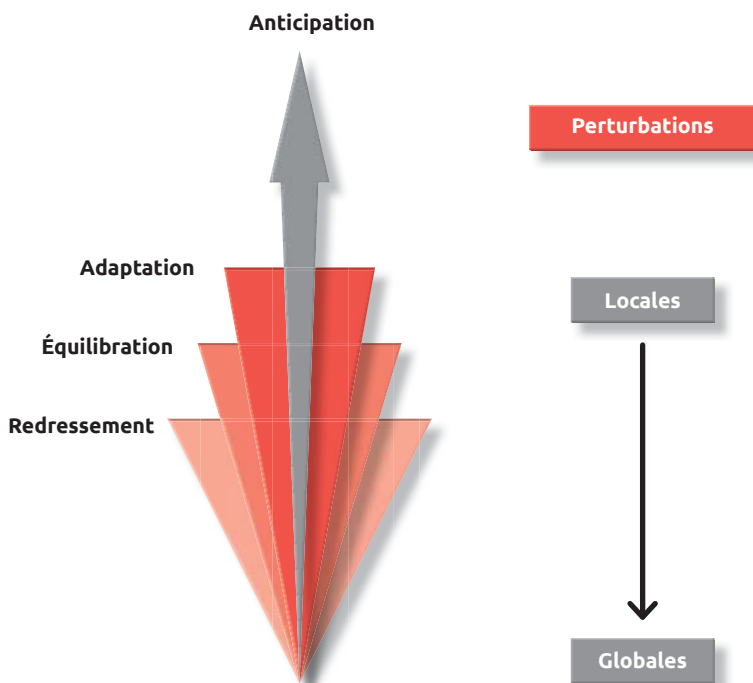 Anticipation
Perturbations
Adaptation
Locales
Équilibration
Redressement
Globales